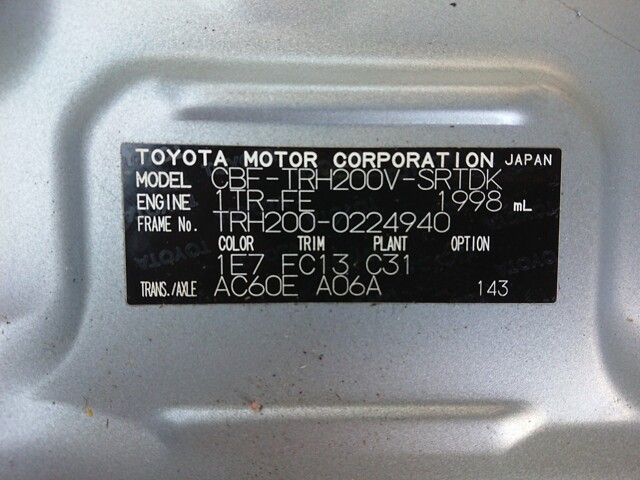 TOYOTA MOTOR CORPORATION JAPAN
MODEL CBF-TRH200V-SRTDK
ENGINE 1TR-FE 1998 mL
FRAME No. TRH200-0224940
COLOR TRIM PLANT OPTION
1E7 FC13 C31
TRANS./AXLE AC60E A06A 143